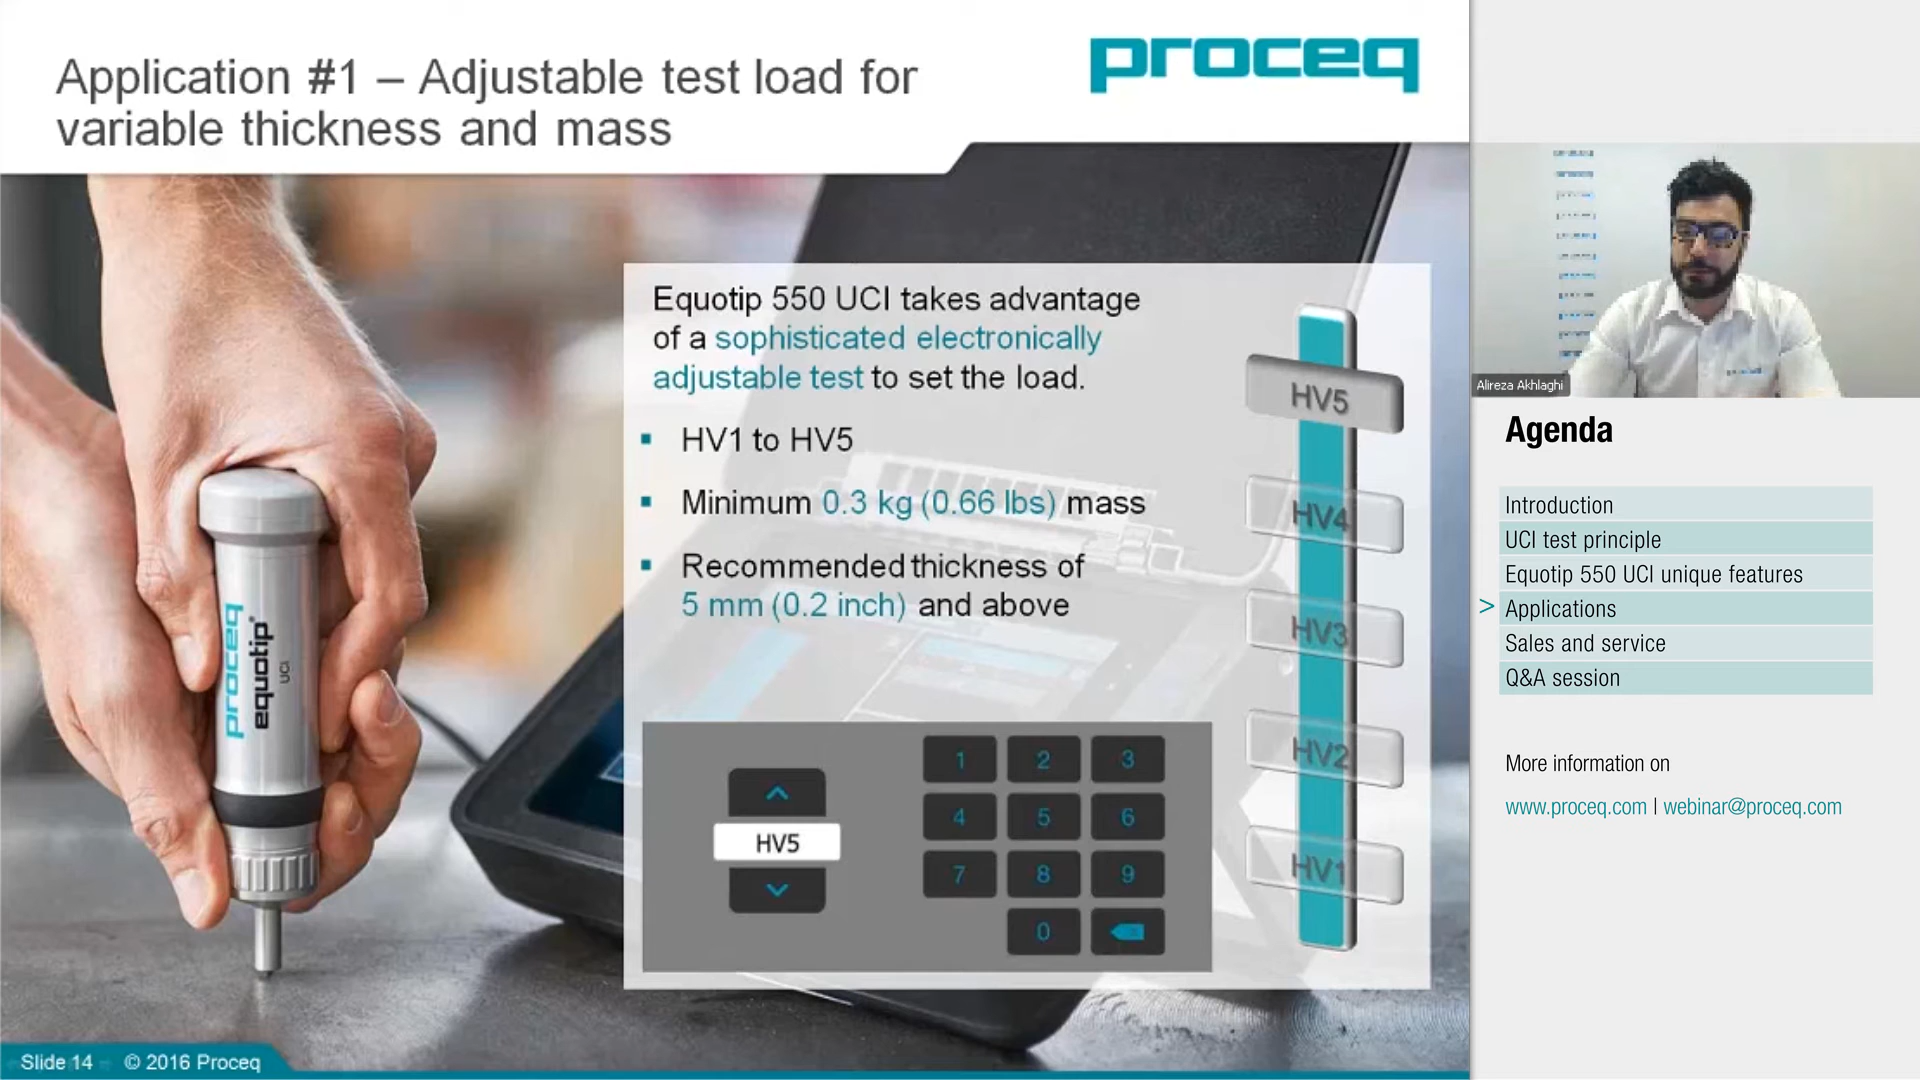 Application #1 – Adjustable test load for
variable thickness and mass
proceq
Equotip 550 UCI takes advantage
of a sophisticated electronically
adjustable test to set the load.
▪ HV1 to HV5
▪ Minimum 0.3 kg (0.66 lbs) mass
▪ Recommended thickness of
5 mm (0.2 inch) and above
HV5
HV4
HV3
HV2
HV1
HV5
1 2 3
4 5 6
7 8 9
0
proceq
equotip®
UCI
Slide 14 – © 2016 Proceq
Alireza Akhlaghi
Agenda
Introduction
UCI test principle
Equotip 550 UCI unique features
> Applications
Sales and service
Q&A session
More information on
www.proceq.com | webinar@proceq.com